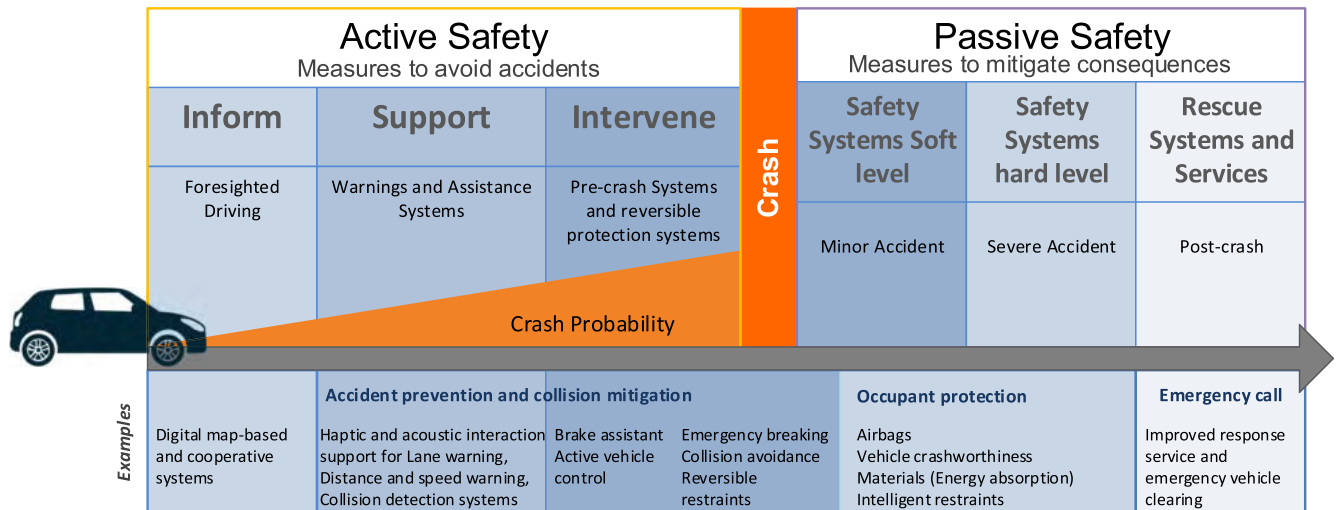 Active Safety
Measures to avoid accidents
Passive Safety
Measures to mitigate consequences
Inform
Support
Intervene
Crash
Safety
Systems Soft
level
Safety
Systems
hard level
Rescue
Systems and
Services
Foresighted
Driving
Warnings and Assistance
Systems
Pre-crash Systems
and reversible
protection systems
Minor Accident
Severe Accident
Post-crash
Crash Probability
Examples
Digital map-based
and cooperative
systems
Accident prevention and collision mitigation
Haptic and acoustic interaction
support for Lane warning,
Distance and speed warning,
Collision detection systems
Brake assistant
Active vehicle
control
Emergency breaking
Collision avoidance
Reversible
restraints
Occupant protection
Airbags
Vehicle crashworthiness
Materials (Energy absorption)
Intelligent restraints
Emergency call
Improved response
service and
emergency vehicle
clearing